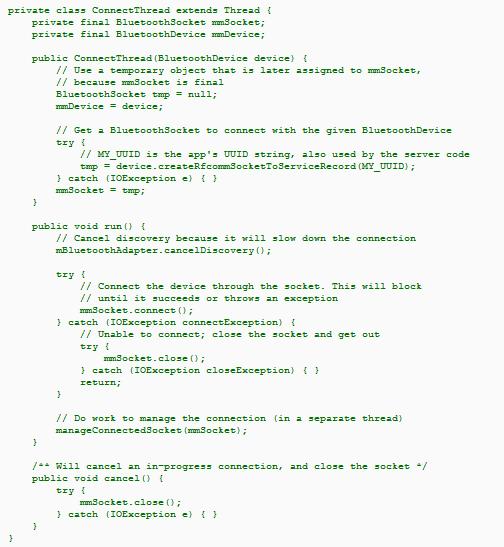 private class ConnectThread extends Thread {
    private final BluetoothSocket mmSocket;
    private final BluetoothDevice mmDevice;

    public ConnectThread(BluetoothDevice device) {
        // Use a temporary object that is later assigned to mmSocket,
        // because mmSocket is final
        BluetoothSocket tmp = null;
        mmDevice = device;

        // Get a BluetoothSocket to connect with the given BluetoothDevice
        try {
            // MY_UUID is the app's UUID string, also used by the server code
            tmp = device.createRfcommSocketToServiceRecord(MY_UUID);
        } catch (IOException e) { }
        mmSocket = tmp;
    }

    public void run() {
        // Cancel discovery because it will slow down the connection
        mBluetoothAdapter.cancelDiscovery();

        try {
            // Connect the device through the socket. This will block
            // until it succeeds or throws an exception
            mmSocket.connect();
        } catch (IOException connectException) {
            // Unable to connect; close the socket and get out
            try {
                mmSocket.close();
            } catch (IOException closeException) { }
            return;
        }

        // Do work to manage the connection (in a separate thread)
        manageConnectedSocket(mmSocket);
    }

    /** Will cancel an in-progress connection, and close the socket */
    public void cancel() {
        try {
            mmSocket.close();
        } catch (IOException e) { }
    }
}